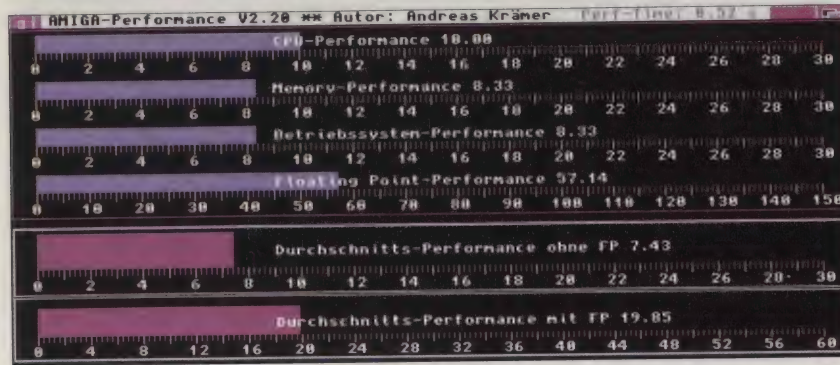 AMIGA-Performance V2.20 ** Autor: Andreas Krämer Perf-Time: 0.52 s
CPU-Performance 10.00
0 2 4 6 8 10 12 14 16 18 20 22 24 26 28 30
Memory-Performance 8.33
0 2 4 6 8 10 12 14 16 18 20 22 24 26 28 30
Betriebssystem-Performance 8.33
0 2 4 6 8 10 12 14 16 18 20 22 24 26 28 30
Floating Point-Performance 57.14
0 10 20 30 40 50 60 70 80 90 100 110 120 130 140 150
Durchschnitts-Performance ohne FP 7.43
0 2 4 6 8 10 12 14 16 18 20 22 24 26 28 30
Durchschnitts-Performance mit FP 19.85
0 4 8 12 16 20 24 28 32 36 40 44 48 52 56 60